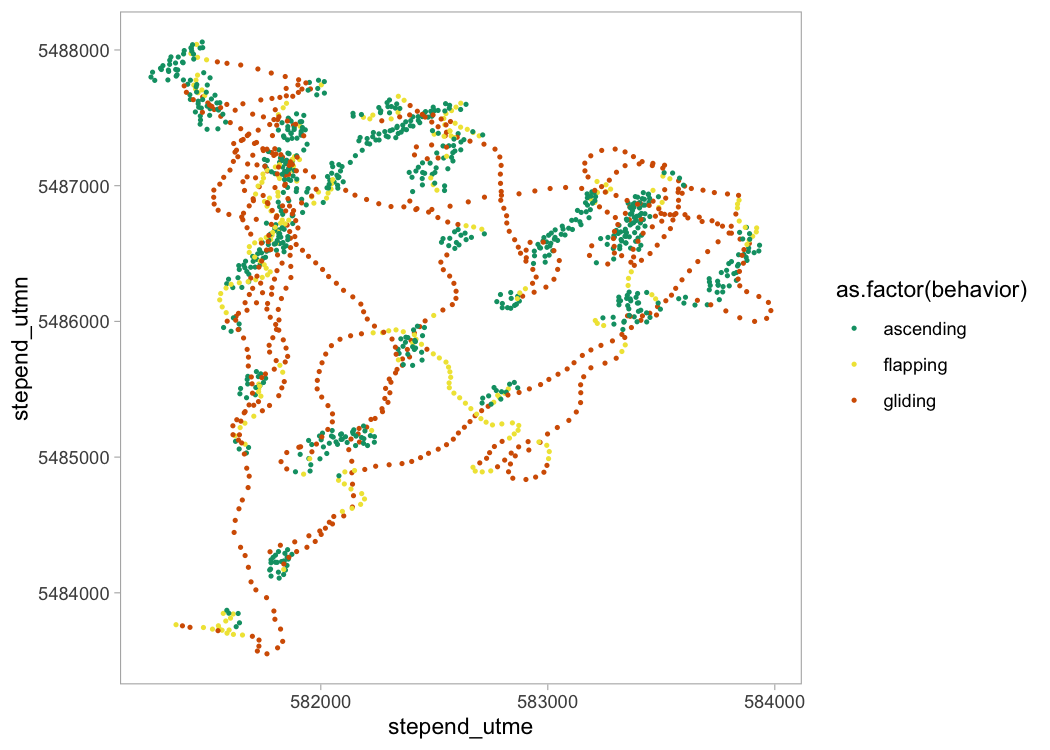 5488000
5487000
5486000
5485000
5484000
stepend_utmn
582000
583000
584000
stepend_utme
as.factor(behavior)
ascending
flapping
gliding